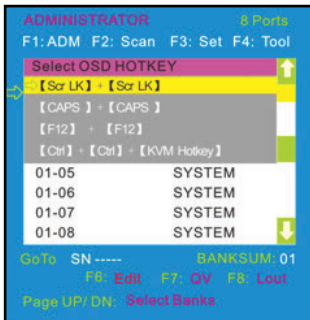 ADMINISTRATOR 8 Ports
F1: ADM F2: Scan F3: Set F4: Tool
Select OSD HOTKEY
【Scr LK】 + 【Scr LK】
【CAPS 】 + 【CAPS 】
【F12】 + 【F12】
【Ctrl】 + 【Ctrl】 + 【KVM Hotkey】
01-05 SYSTEM
01-06 SYSTEM
01-07 SYSTEM
01-08 SYSTEM
GoTo SN ----- BANKSUM: 01
F6: Edit F7: QV F8: Lout
Page UP/ DN: Select Banks